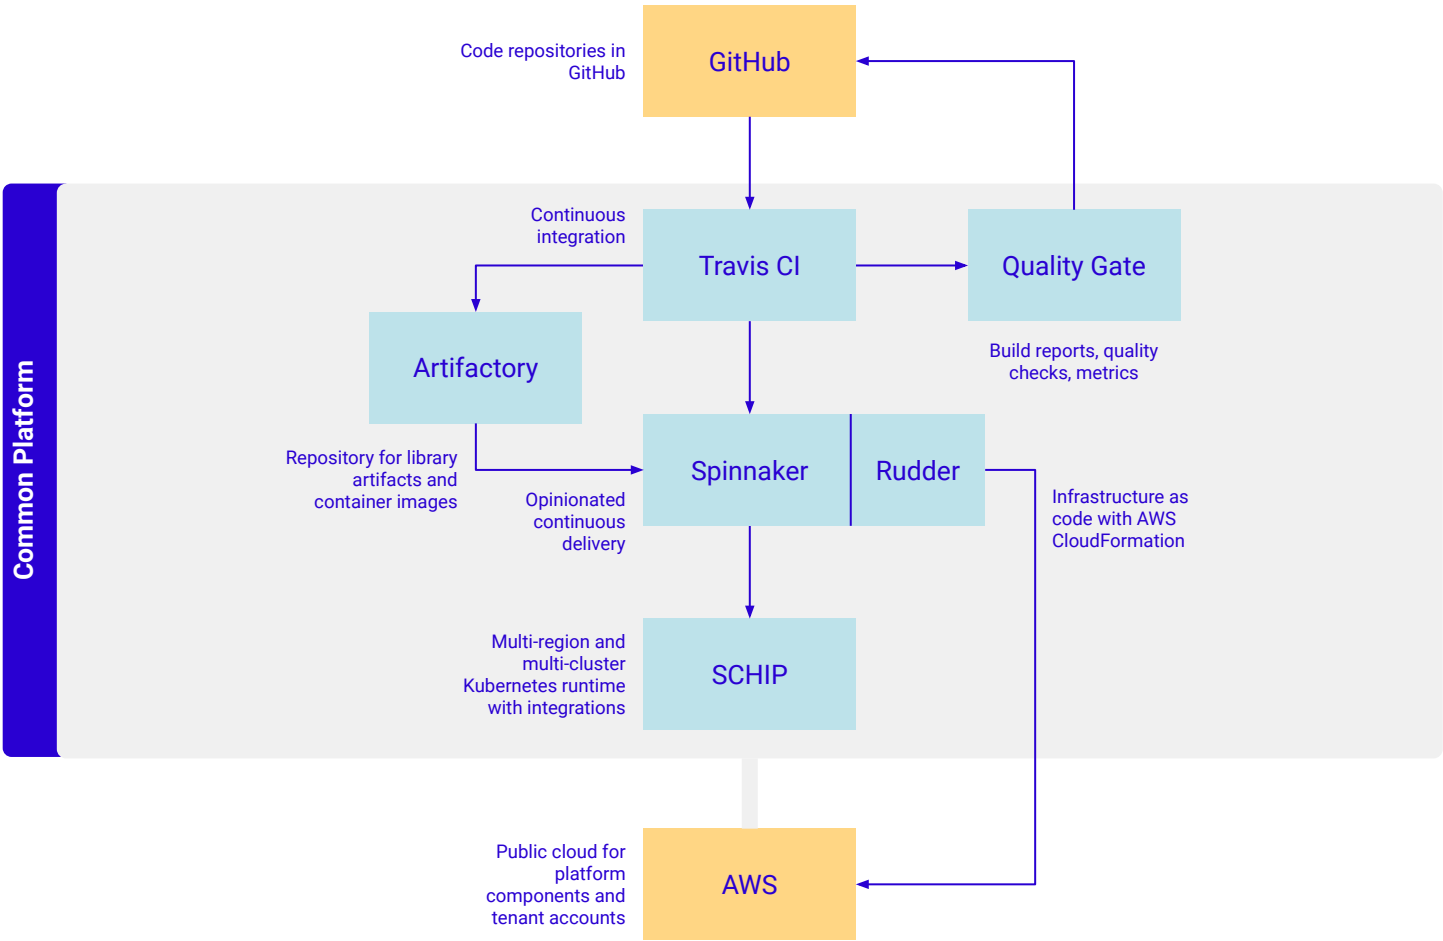 Code repositories in
GitHub
GitHub
Common Platform
Continuous
integration
Travis CI
Quality Gate
Build reports, quality
checks, metrics
Artifactory
Repository for library
artifacts and
container images
Opinionated
continuous
delivery
Spinnaker
Rudder
Infrastructure as
code with AWS
CloudFormation
Multi-region and
multi-cluster
Kubernetes runtime
with integrations
SCHIP
Public cloud for
platform
components and
tenant accounts
AWS